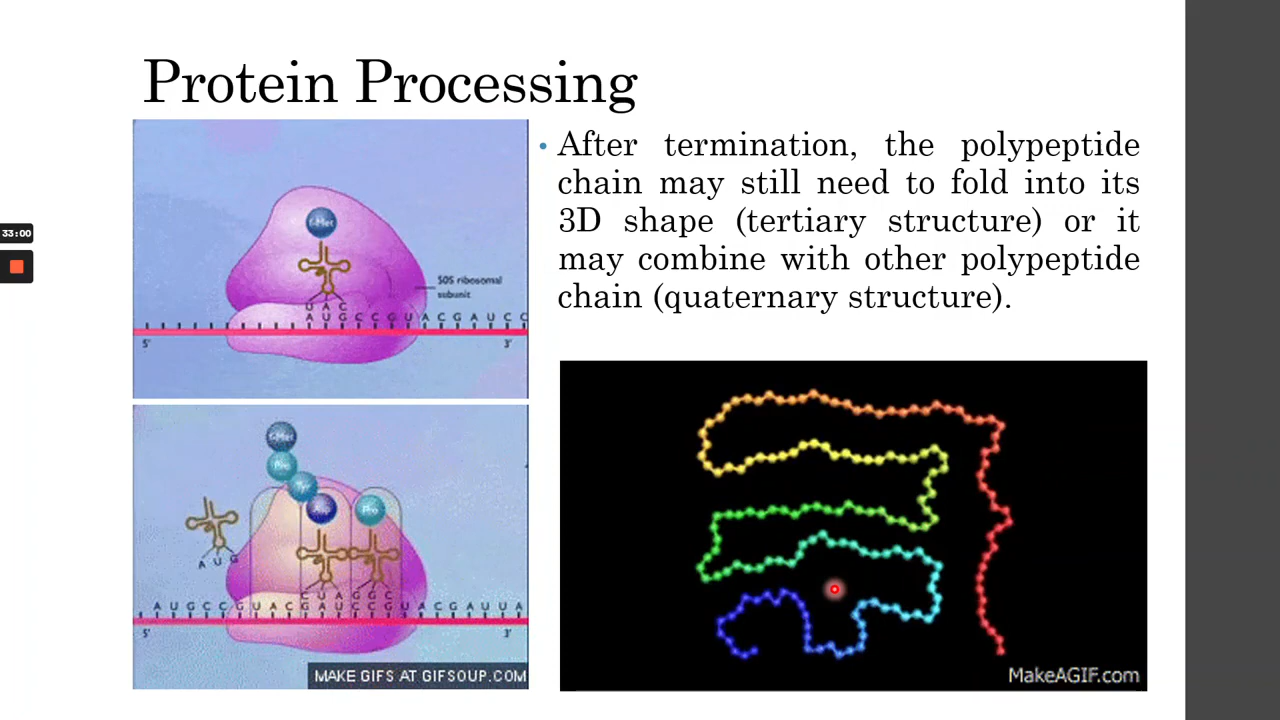 Protein Processing
• After termination, the polypeptide
chain may still need to fold into its
3D shape (tertiary structure) or it
may combine with other polypeptide
chain (quaternary structure).
33:00
f-Met
50S ribosomal
subunit
U A C
A U G C C G U A C G A U C C
5'
3'
f-Met
Pro
Tyr
Asp
Pro
A U G
C U A G G C
A U G C C G U A C G A U C C G U A C G A U U A
5'
3'
MAKE GIFS AT GIFSOUP.COM
MakeAGIF.com